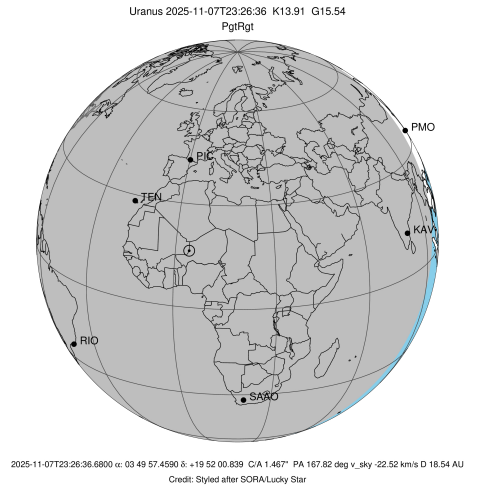 Uranus 2025-11-07T23:26:36 K13.91 G15.54
PgtRgt
PMO
PIC
TEN
KAV
RIO
SAAO
2025-11-07T23:26:36.6800 α: 03 49 57.4590 δ: +19 52 00.839 C/A 1.467" PA 167.82 deg v_sky -22.52 km/s D 18.54 AU
Credit: Styled after SORA/Lucky Star